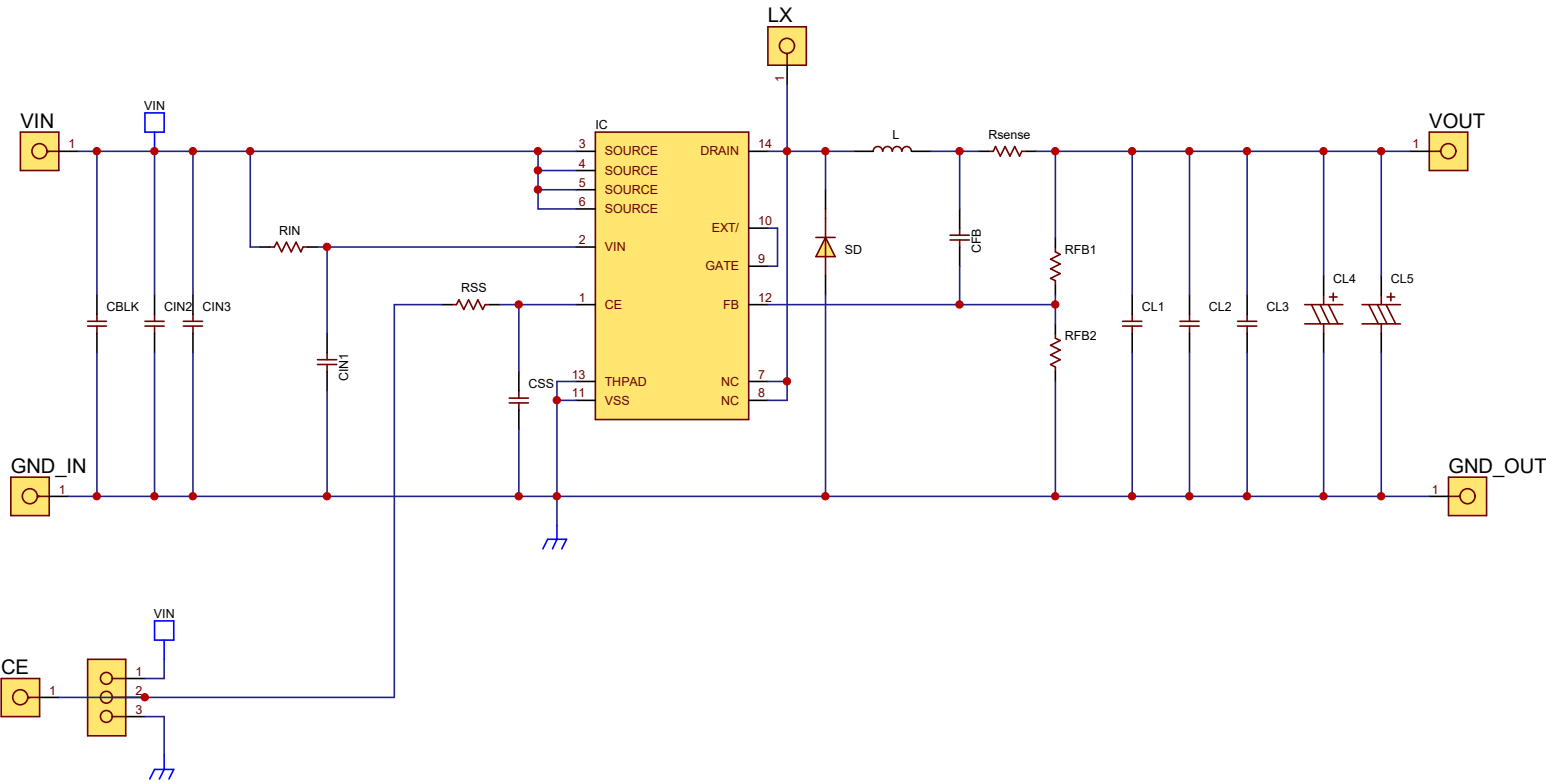 LX
1
VIN
1
VIN
IC
3 SOURCE
4 SOURCE
5 SOURCE
6 SOURCE
2 VIN
1 CE
13 THPAD
11 VSS
DRAIN 14
EXT/ 10
GATE 9
FB 12
NC 7
NC 8
L
Rsense
VOUT
1
RIN
RSS
CBLK
CIN2
CIN3
CIN1
CSS
SD
CFB
RFB1
RFB2
CL1
CL2
CL3
+
CL4
+
CL5
GND_IN
1
GND_OUT
1
VIN
CE
1
1
2
3